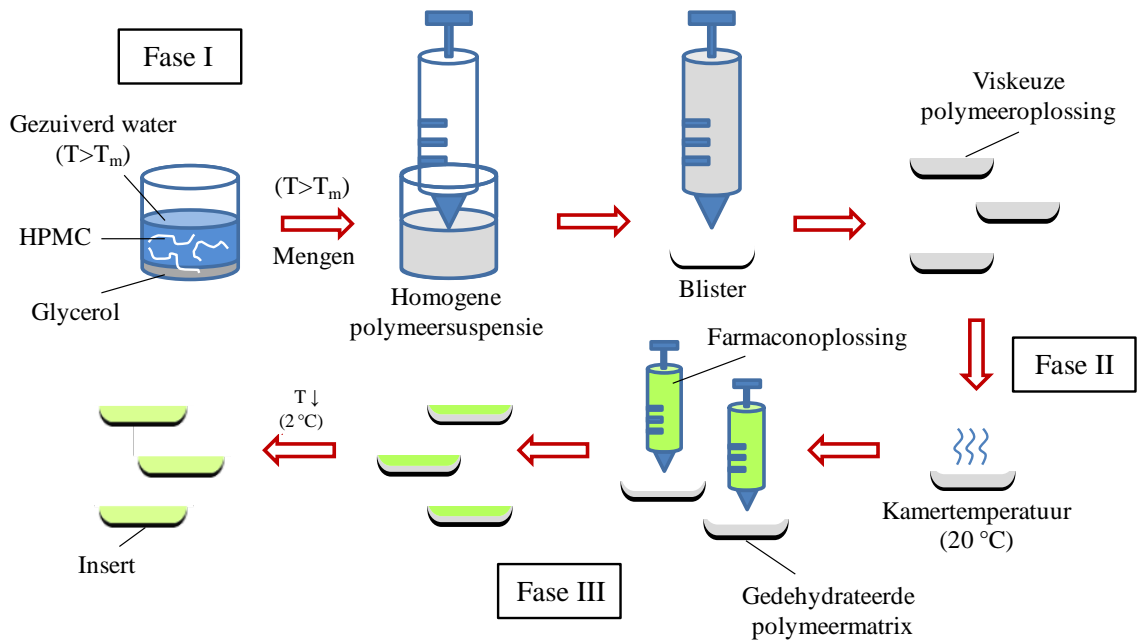 Fase I
Gezuiverd water
(T>Tm)
HPMC
Glycerol
(T>Tm)
Mengen
Homogene
polymeersuspensie
Blister
Viskeuze
polymeeroplossing
Fase II
Kamertemperatuur
(20 °C)
Farmaconoplossing
Gedehydrateerde
polymeermatrix
Fase III
T ↓
(2 °C)
Insert